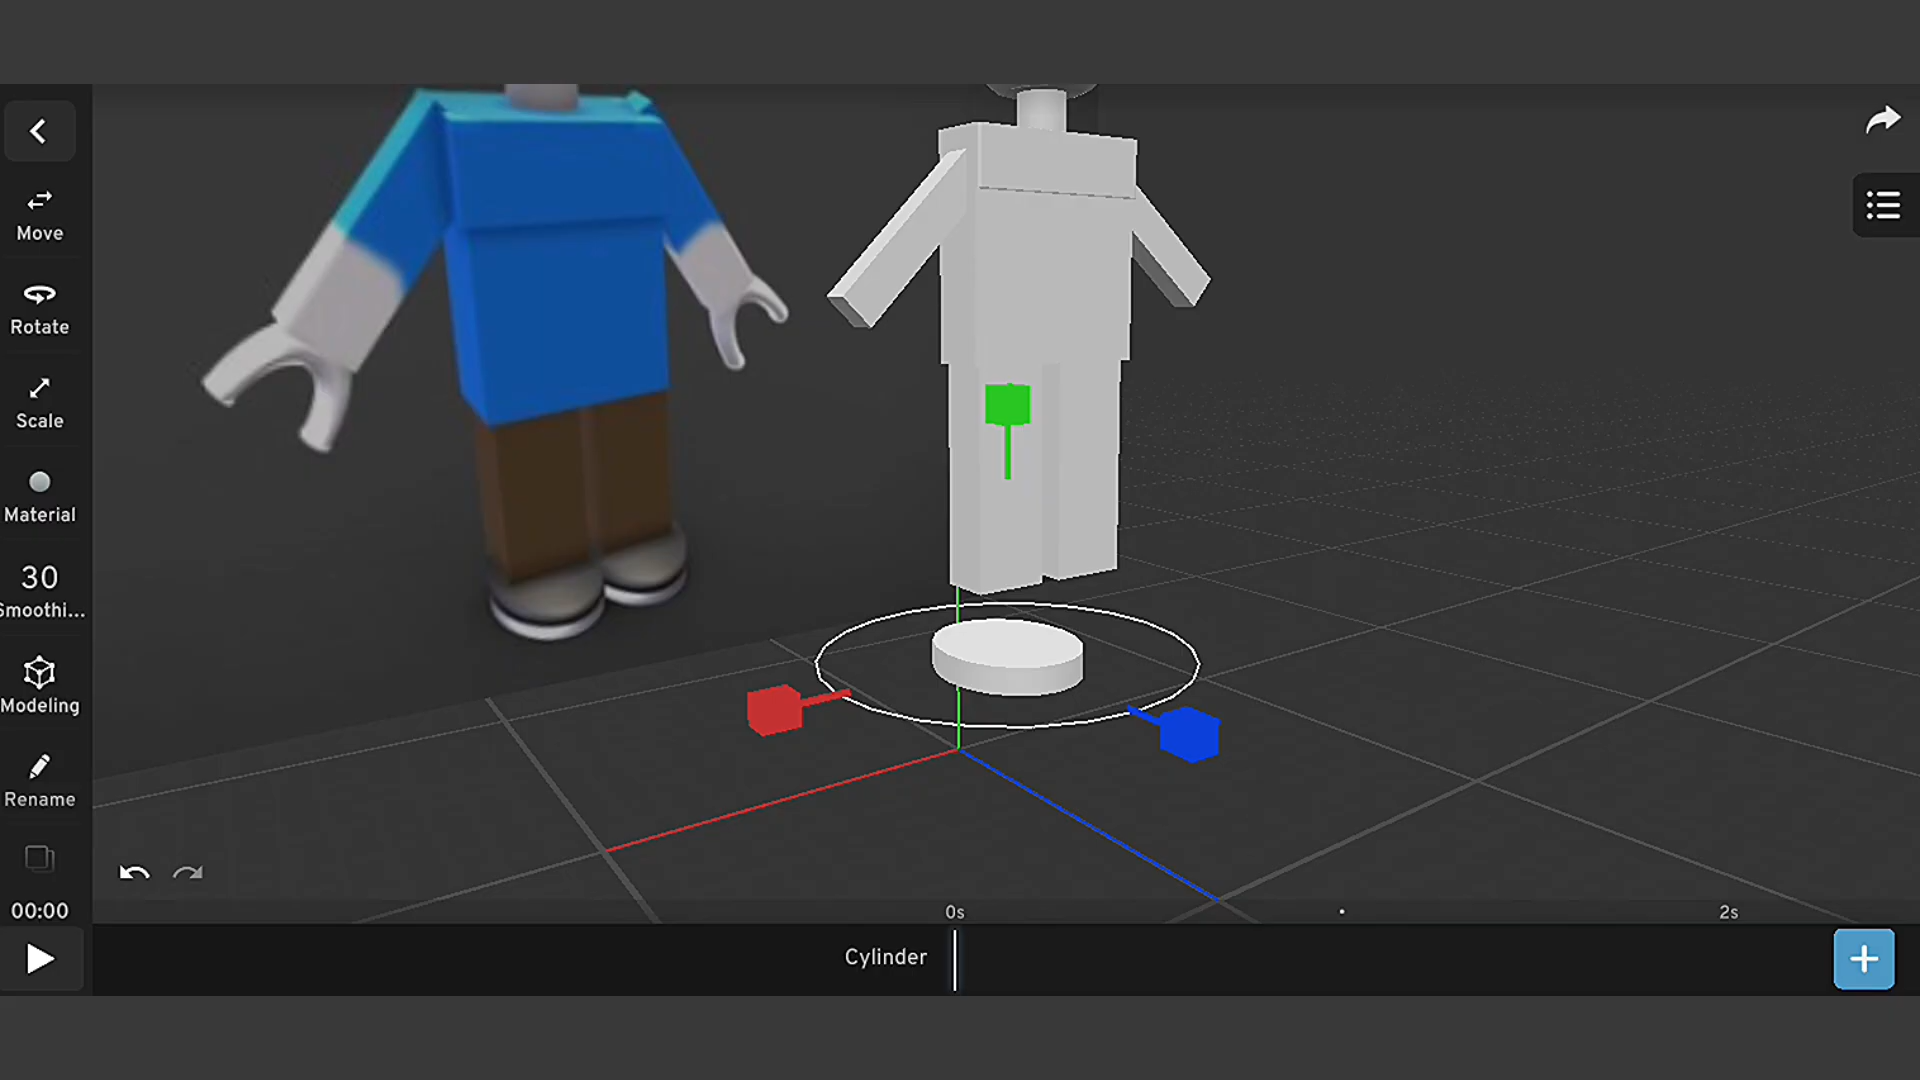 Move
Rotate
Scale
Material
30
Smoothi...
Modeling
Rename
00:00
0s
2s
Cylinder